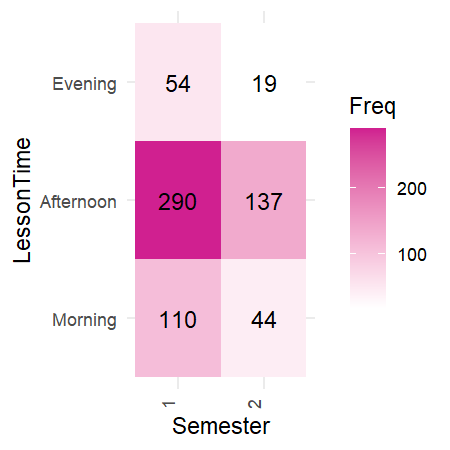 Evening 54 19
Afternoon 290 137
Morning 110 44
1 2
Semester
LessonTime
Freq
200
100